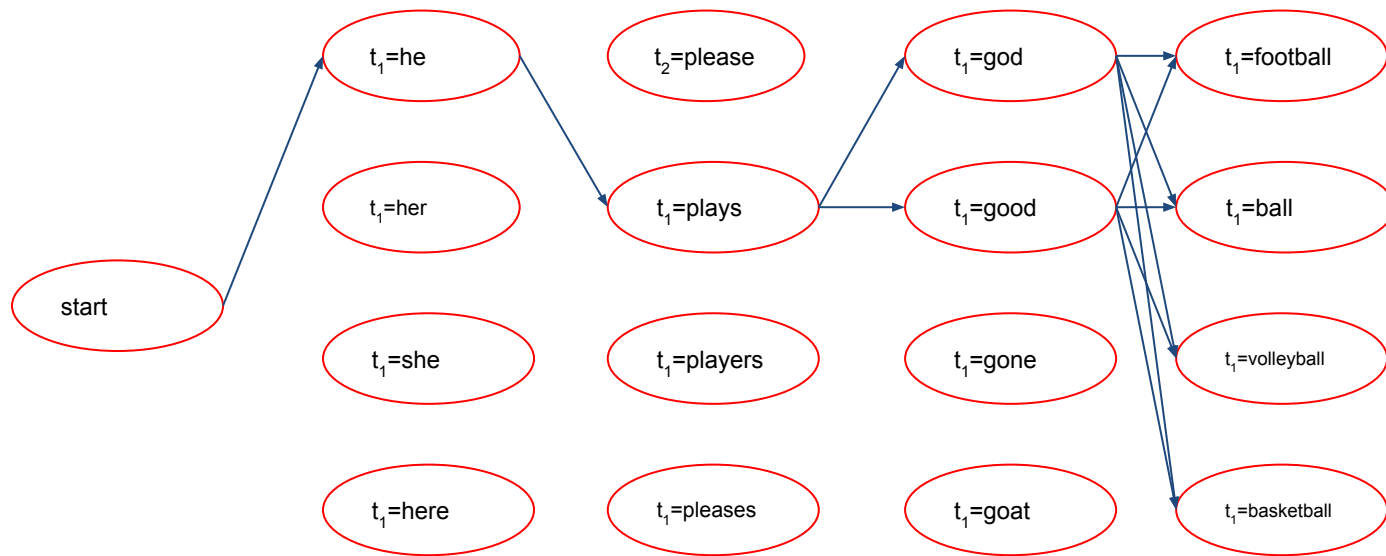 t₁=he
t₂=please
t₁=god
t₁=football
t₁=her
t₁=plays
t₁=good
t₁=ball
start
t₁=she
t₁=players
t₁=gone
t₁=volleyball
t₁=here
t₁=pleases
t₁=goat
t₁=basketball